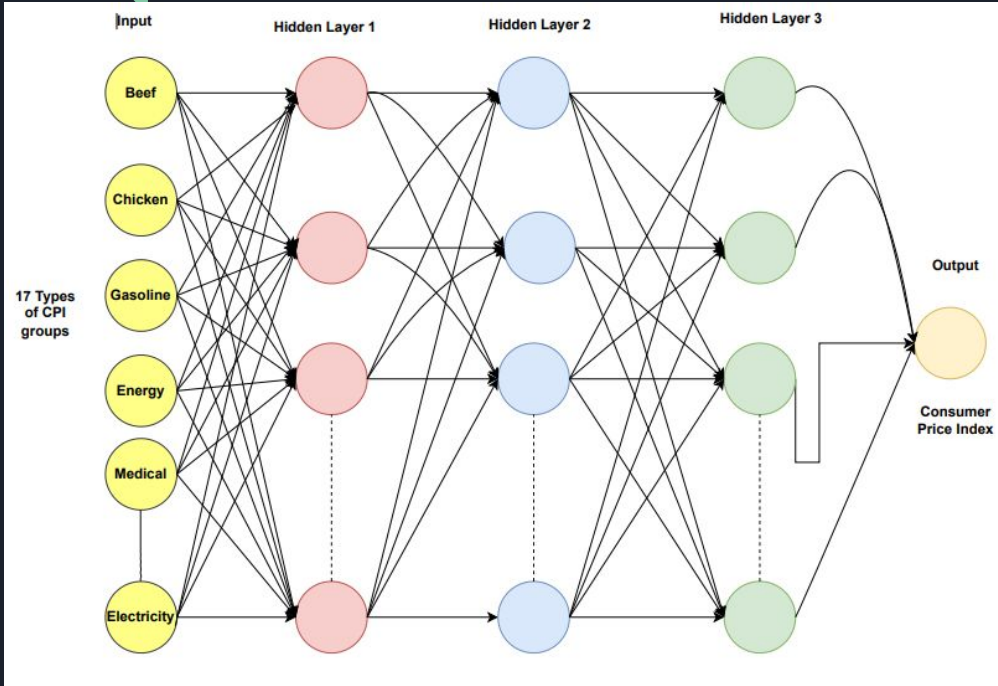 Input
Hidden Layer 1
Hidden Layer 2
Hidden Layer 3
Beef
Chicken
Gasoline
Energy
Medical
Electricity
17 Types
of CPI
groups
Output
Consumer
Price Index